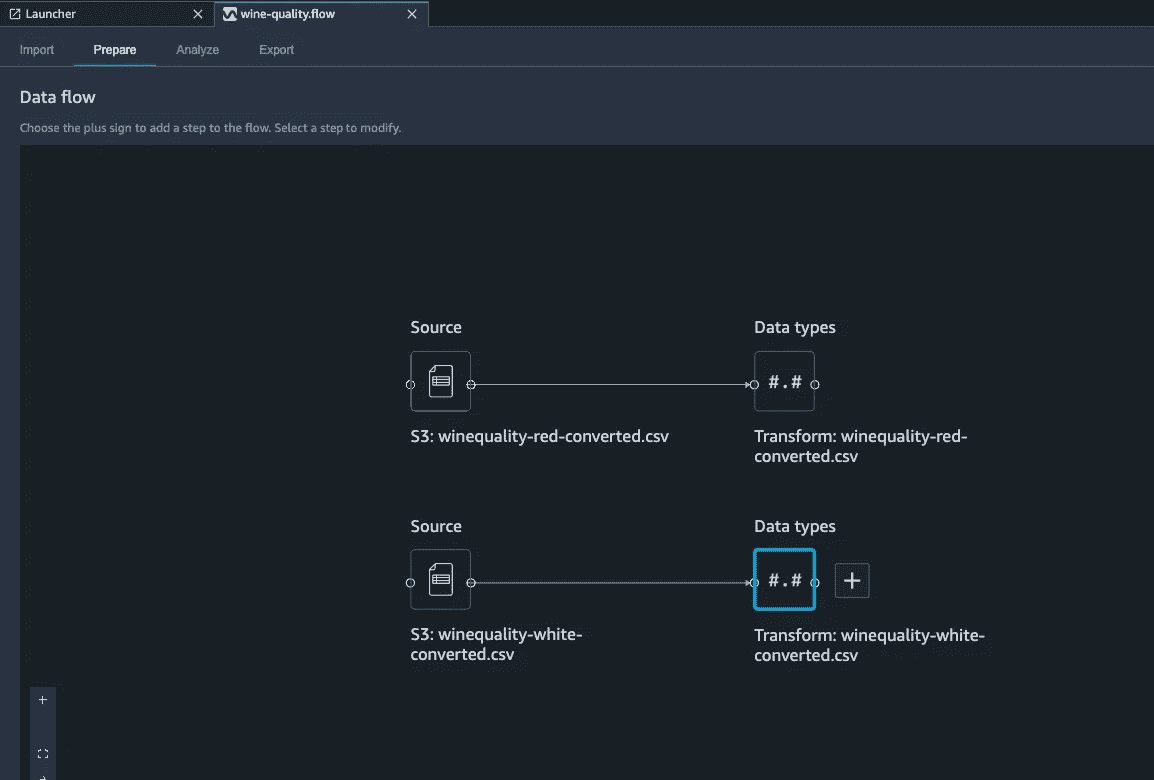 Launcher
wine-quality.flow
Import
Prepare
Analyze
Export
Data flow
Choose the plus sign to add a step to the flow. Select a step to modify.
Source
Data types
#.#
S3: winequality-red-converted.csv
Transform: winequality-red-
converted.csv
Source
Data types
#.#
S3: winequality-white-
converted.csv
Transform: winequality-white-
converted.csv